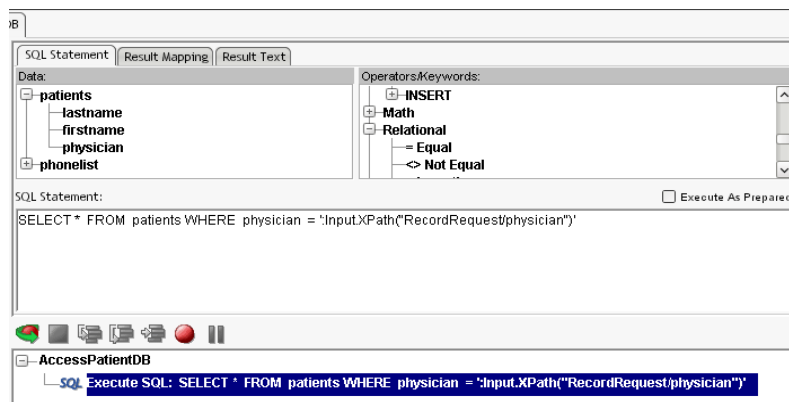 DB
SQL Statement Result Mapping Result Text
Data: Operators/Keywords:
patients
lastname
firstname
physician
phonelist
INSERT
Math
Relational
= Equal
<> Not Equal
SQL Statement: Execute As Prepared
SELECT * FROM patients WHERE physician = ':Input.XPath("RecordRequest/physician")'
AccessPatientDB
SQL Execute SQL: SELECT * FROM patients WHERE physician = ':Input.XPath("RecordRequest/physician")'